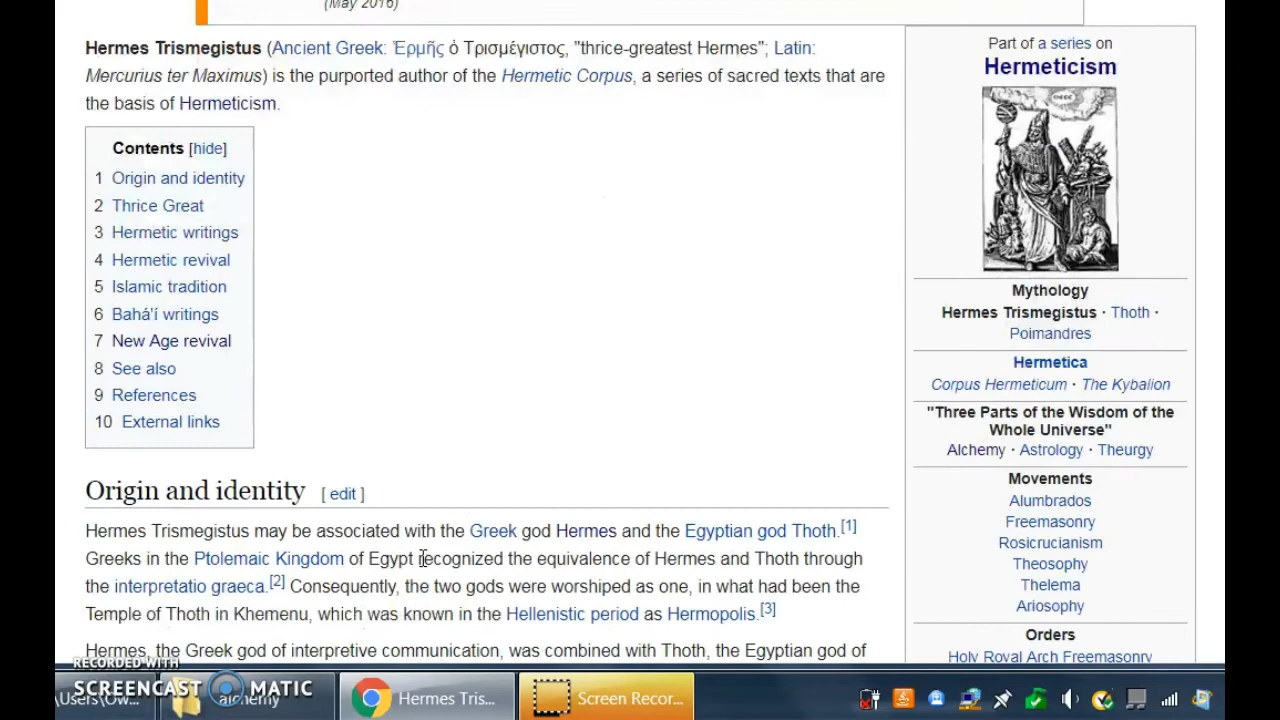 (May 2016)
Hermes Trismegistus (Ancient Greek: Ἑρμῆς ὁ Τρισμέγιστος, "thrice-greatest Hermes"; Latin:
Mercurius ter Maximus) is the purported author of the Hermetic Corpus, a series of sacred texts that are
the basis of Hermeticism.
Contents [hide]
1 Origin and identity
2 Thrice Great
3 Hermetic writings
4 Hermetic revival
5 Islamic tradition
6 Bahá'í writings
7 New Age revival
8 See also
9 References
10 External links
Origin and identity [ edit ]
Hermes Trismegistus may be associated with the Greek god Hermes and the Egyptian god Thoth.[1]
Greeks in the Ptolemaic Kingdom of Egypt recognized the equivalence of Hermes and Thoth through
the interpretatio graeca.[2] Consequently, the two gods were worshiped as one, in what had been the
Temple of Thoth in Khemenu, which was known in the Hellenistic period as Hermopolis.[3]
Hermes, the Greek god of interpretive communication, was combined with Thoth, the Egyptian god of
Part of a series on
Hermeticism
Mythology
Hermes Trismegistus · Thoth ·
Poimandres
Hermetica
Corpus Hermeticum · The Kybalion
"Three Parts of the Wisdom of the
Whole Universe"
Alchemy · Astrology · Theurgy
Movements
Alumbrados
Freemasonry
Rosicrucianism
Theosophy
Thelema
Ariosophy
Orders
Holy Royal Arch Freemasonry
RECORDED WITH
SCREENCAST MATIC
\Users\Ow...
alchemy
Hermes Tris...
Screen Recor...